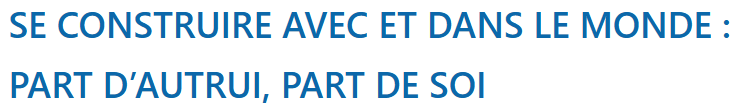 SE CONSTRUIRE AVEC ET DANS LE MONDE :
PART D’AUTRUI, PART DE SOI